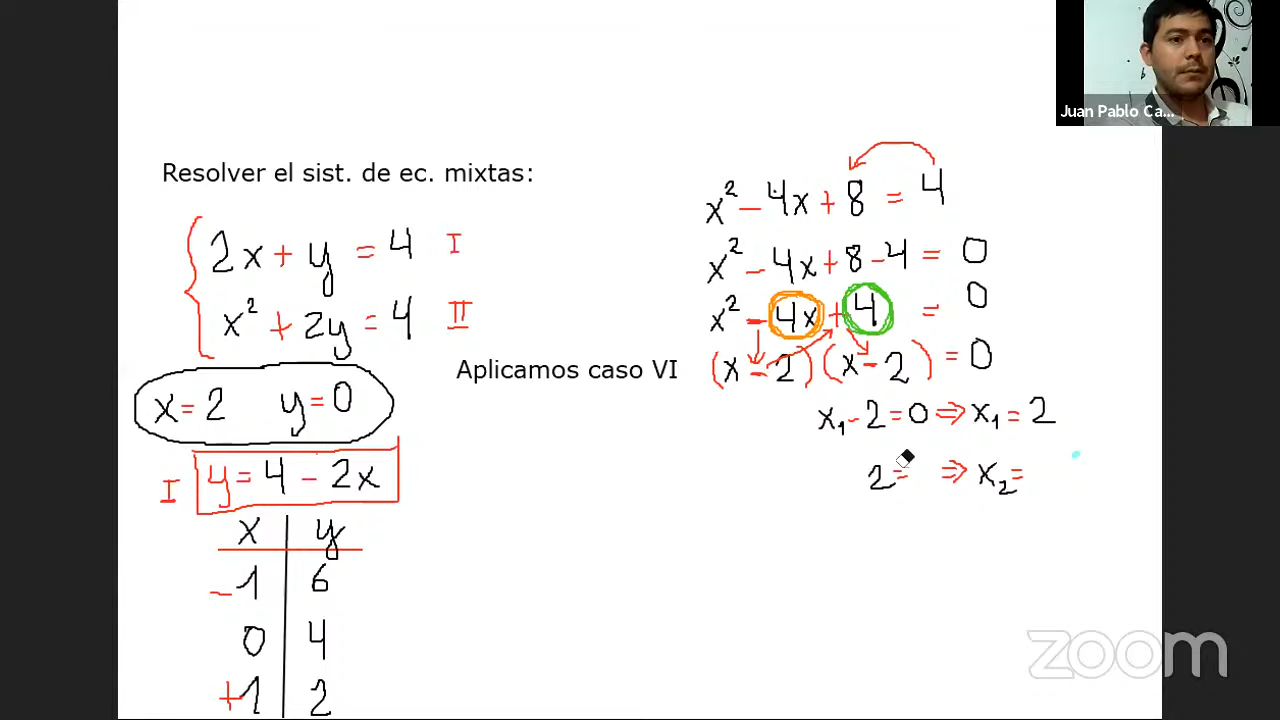 Juan Pablo Ca...
Resolver el sist. de ec. mixtas:
2x + y = 4 I
x² + 2y = 4 II
x = 2 y = 0
I y = 4 - 2x
x y
-1 6
0 4
+1 2
Aplicamos caso VI
x² - 4x + 8 = 4
x² - 4x + 8 - 4 = 0
x² - 4x + 4 = 0
(x - 2)(x - 2) = 0
x₁ - 2 = 0 ⇒ x₁ = 2
2 = ⇒ x₂ =
zoom